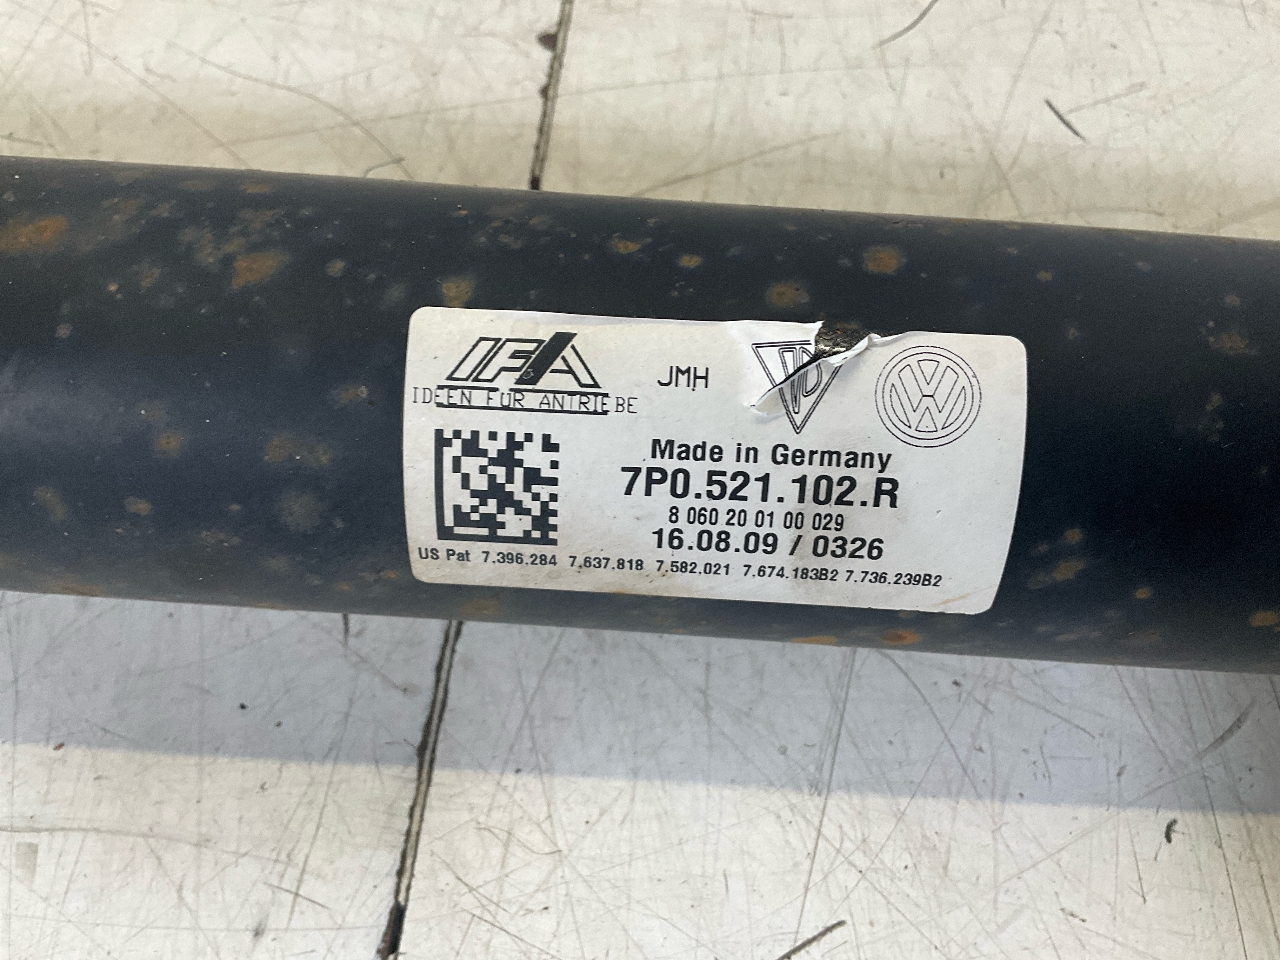 IFA
IDEEN FÜR ANTRIEBE
JMH
VW
Made in Germany
7P0.521.102.R
8 060 20 01 00 029
16.08.09 / 0326
US Pat 7.396.284 7,637.818 7.582.021 7.674.183B2 7.736.239B2